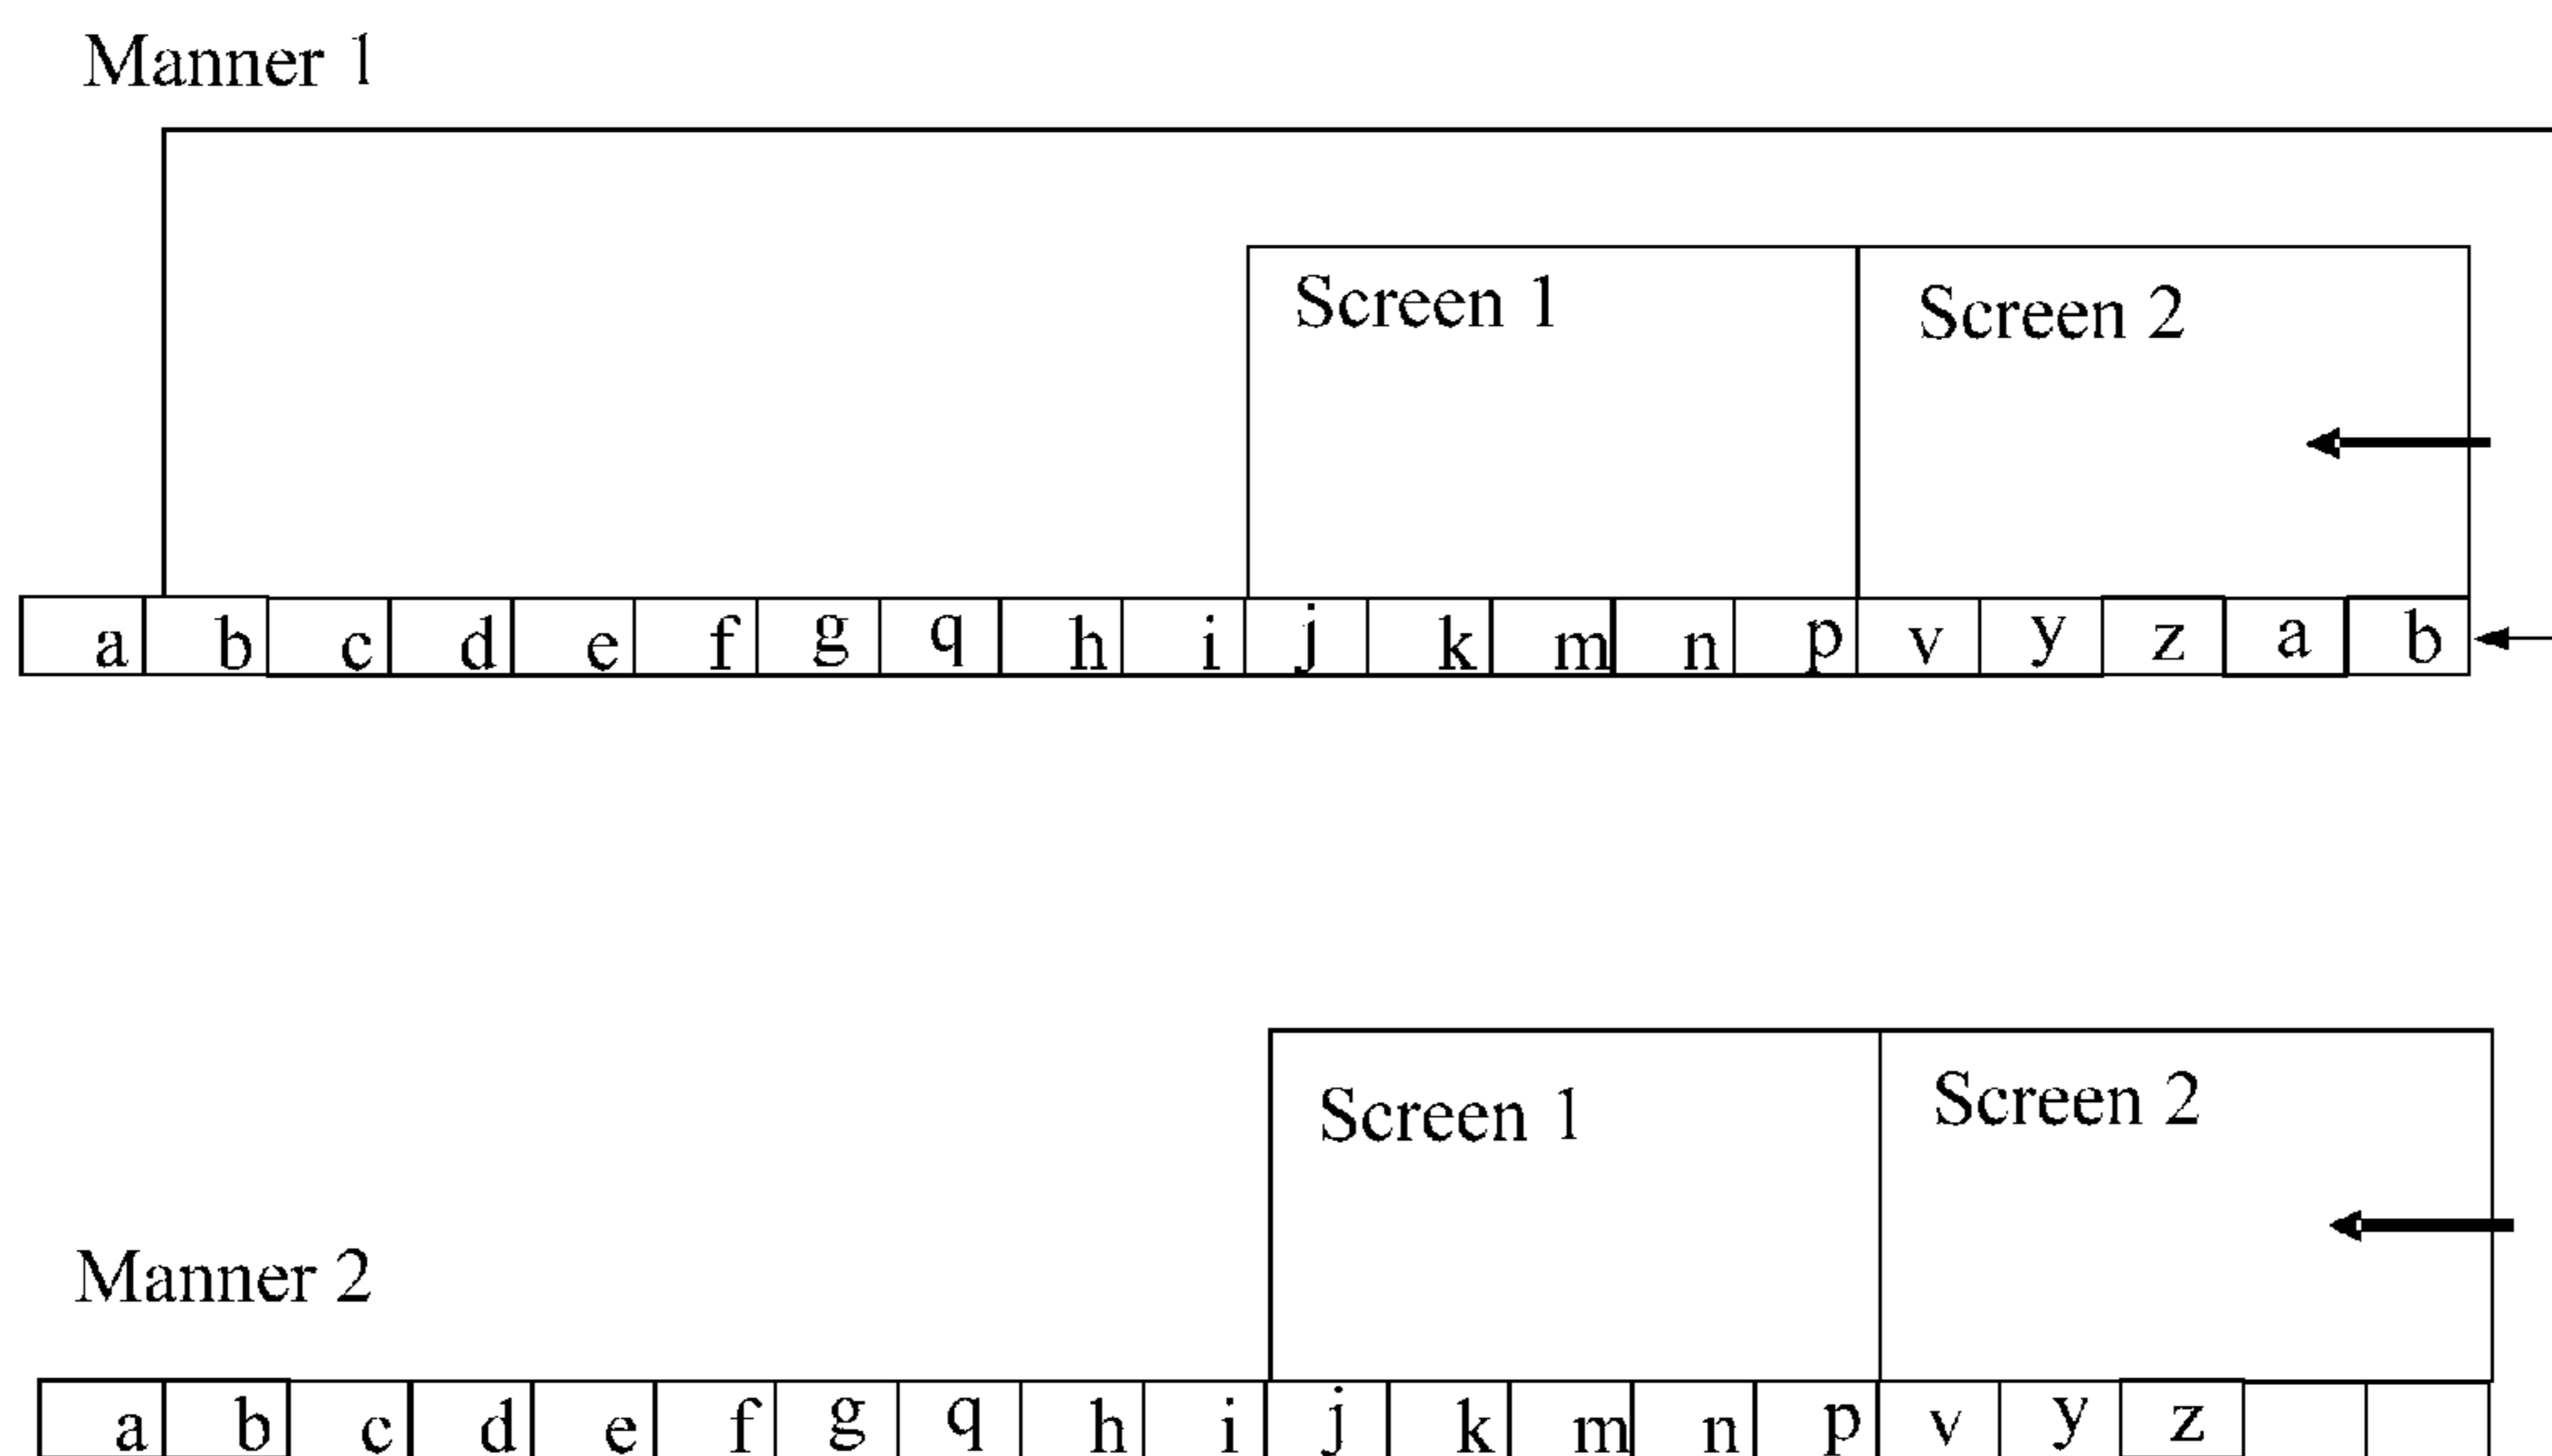 Manner 1
Screen 1 Screen 2
a b c d e f g q h i j k m n p v y z a b
Screen 1 Screen 2
Manner 2
a b c d e f g q h i j k m n p v y z